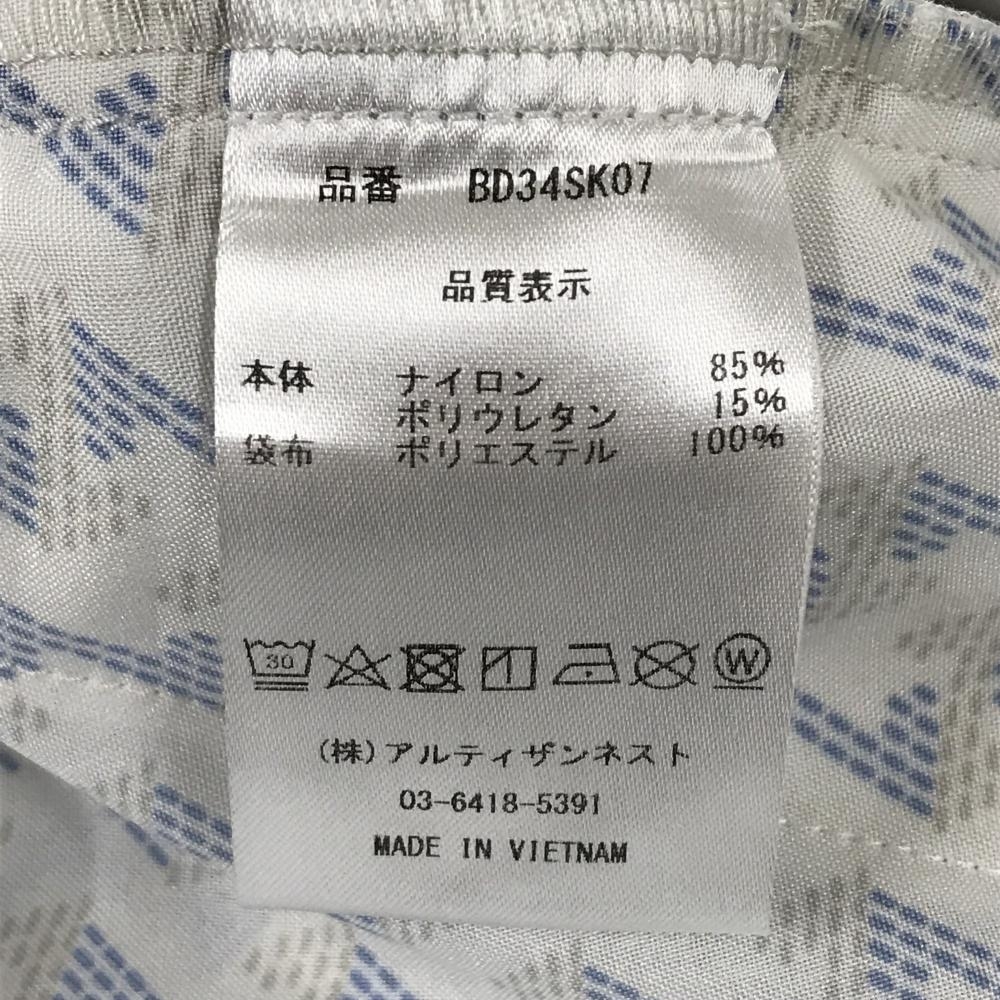 品番 BD34SK07
品質表示
本体 ナイロン 85%
ポリウレタン 15%
袋布 ポリエステル 100%
30 W
(株)アルティザンネスト
03-6418-5391
MADE IN VIETNAM